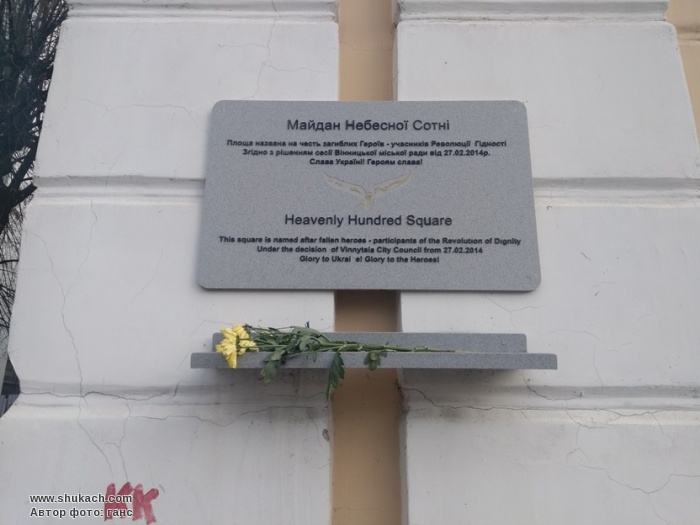 Майдан Небесної Сотні
Площа названа на честь загиблих Героїв - учасників Революції Гідності
Згідно з рішенням сесії Вінницької міської ради від 27.02.2014р.
Слава Україні! Героям слава!
Heavenly Hundred Square
This square is named after fallen heroes - participants of the Revolution of Dignity
Under the decision of Vinnytsia City Council from 27.02.2014
Glory to Ukrai e! Glory to the Heroes!
КК
www.shukach.com
Автор фото: ганс